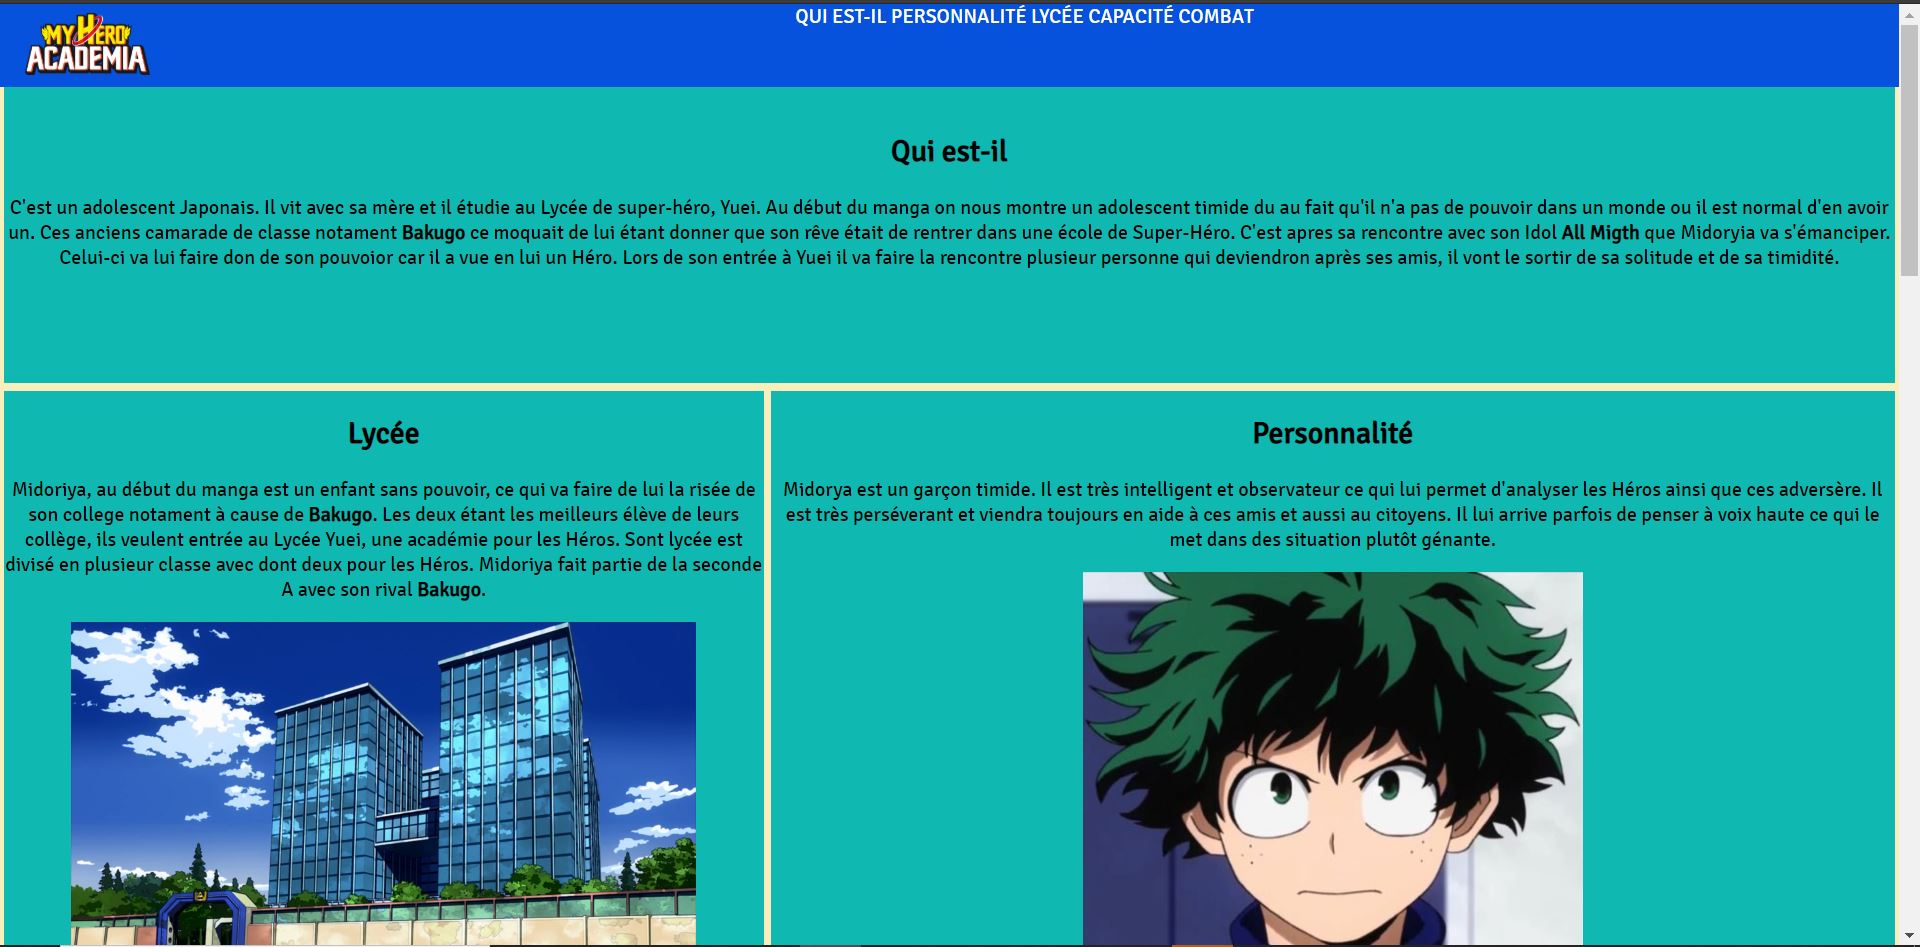 MY HERO
ACADEMIA
QUI EST-IL PERSONNALITÉ LYCÉE CAPACITÉ COMBAT
Qui est-il
C'est un adolescent Japonais. Il vit avec sa mère et il étudie au Lycée de super-héro, Yuei. Au début du manga on nous montre un adolescent timide du au fait qu'il n'a pas de pouvoir dans un monde ou il est normal d'en avoir
un. Ces anciens camarade de classe notament Bakugo ce moquait de lui étant donner que son rêve était de rentrer dans une école de Super-Héro. C'est apres sa rencontre avec son Idol All Migth que Midoryia va s'émanciper.
Celui-ci va lui faire don de son pouvoior car il a vue en lui un Héro. Lors de son entrée à Yuei il va faire la rencontre plusieur personne qui deviendron après ses amis, il vont le sortir de sa solitude et de sa timidité.
Lycée
Midoriya, au début du manga est un enfant sans pouvoir, ce qui va faire de lui la risée de
son college notament à cause de Bakugo. Les deux étant les meilleurs élève de leurs
collège, ils veulent entrée au Lycée Yuei, une académie pour les Héros. Sont lycée est
divisé en plusieur classe avec dont deux pour les Héros. Midoriya fait partie de la seconde
A avec son rival Bakugo.
Personnalité
Midorya est un garçon timide. Il est très intelligent et observateur ce qui lui permet d'analyser les Héros ainsi que ces adversère. Il
est très perséverant et viendra toujours en aide à ces amis et aussi au citoyens. Il lui arrive parfois de penser à voix haute ce qui le
met dans des situation plutôt génante.